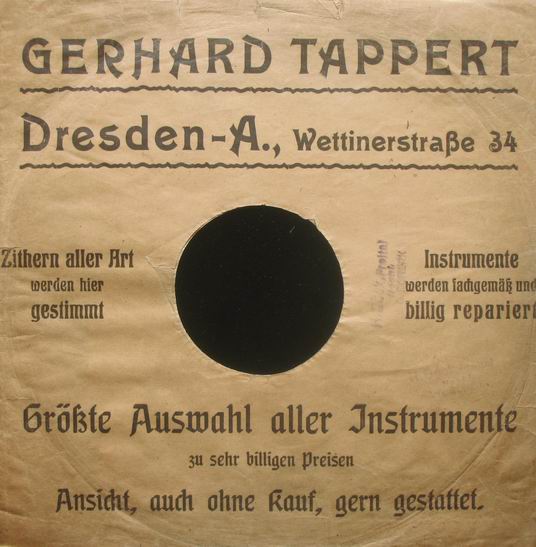 GERHARD TAPPERT
Dresden-A., Wettinerstraße 34
Zithern aller Art
werden hier
gestimmt
Instrumente
werden fachgemäß und
billig repariert
Größte Auswahl aller Instrumente
zu sehr billigen Preisen
Ansicht, auch ohne Kauf, gern gestattet.